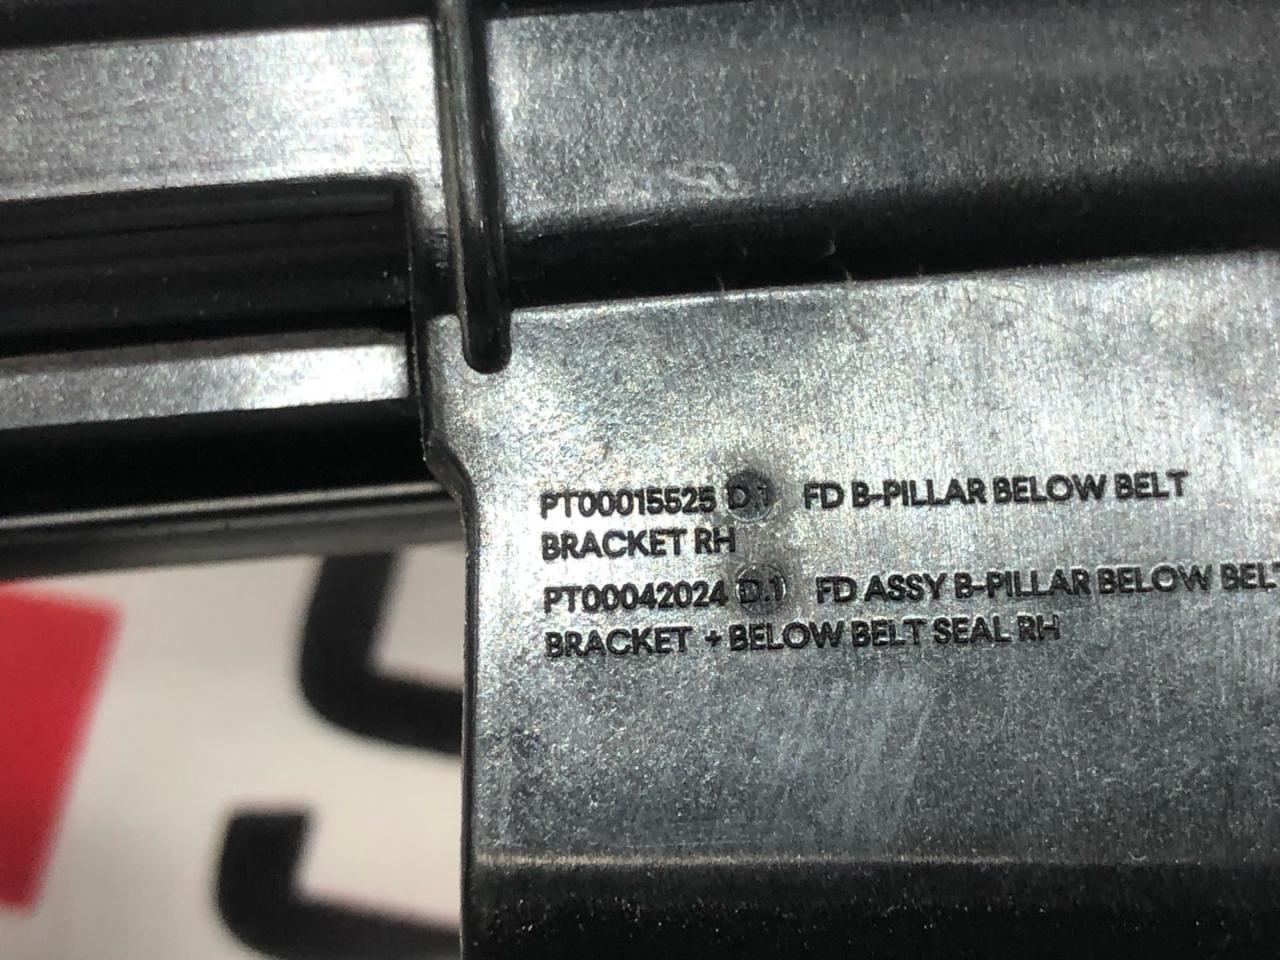 PT00015525 D.1 FD B-PILLAR BELOW BELT
BRACKET RH
PT00042024 D.1 FD ASSY B-PILLAR BELOW BELT
BRACKET + BELOW BELT SEAL RH